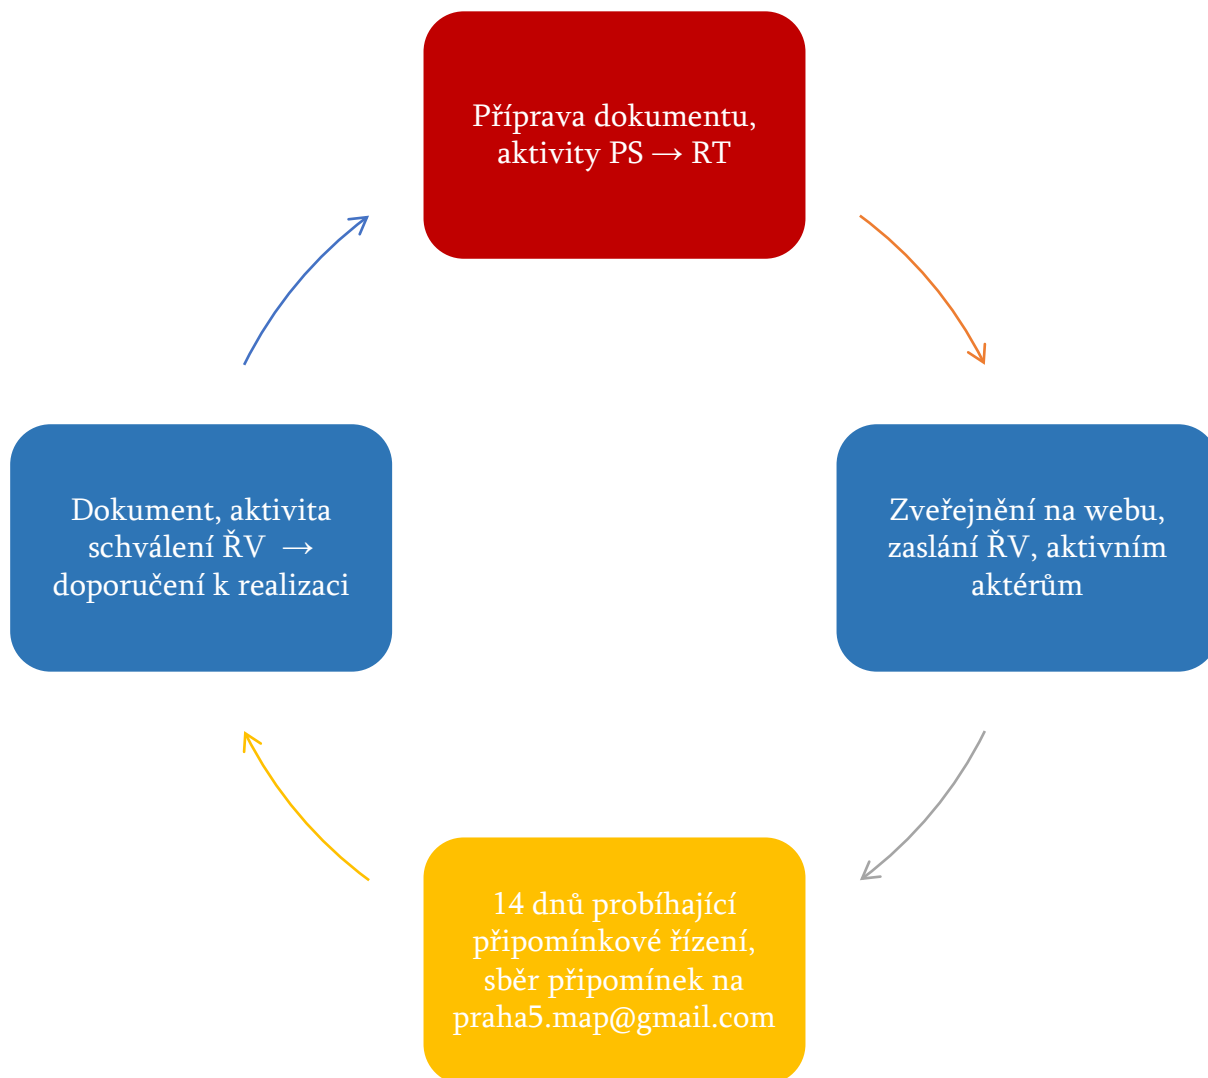 Příprava dokumentu,
aktivity PS → RT
Zveřejnění na webu,
zaslání ŘV, aktivním
aktérům
14 dnů probíhající
připomínkové řízení,
sběr připomínek na
praha5.map@gmail.com
Dokument, aktivita
schválení ŘV →
doporučení k realizaci